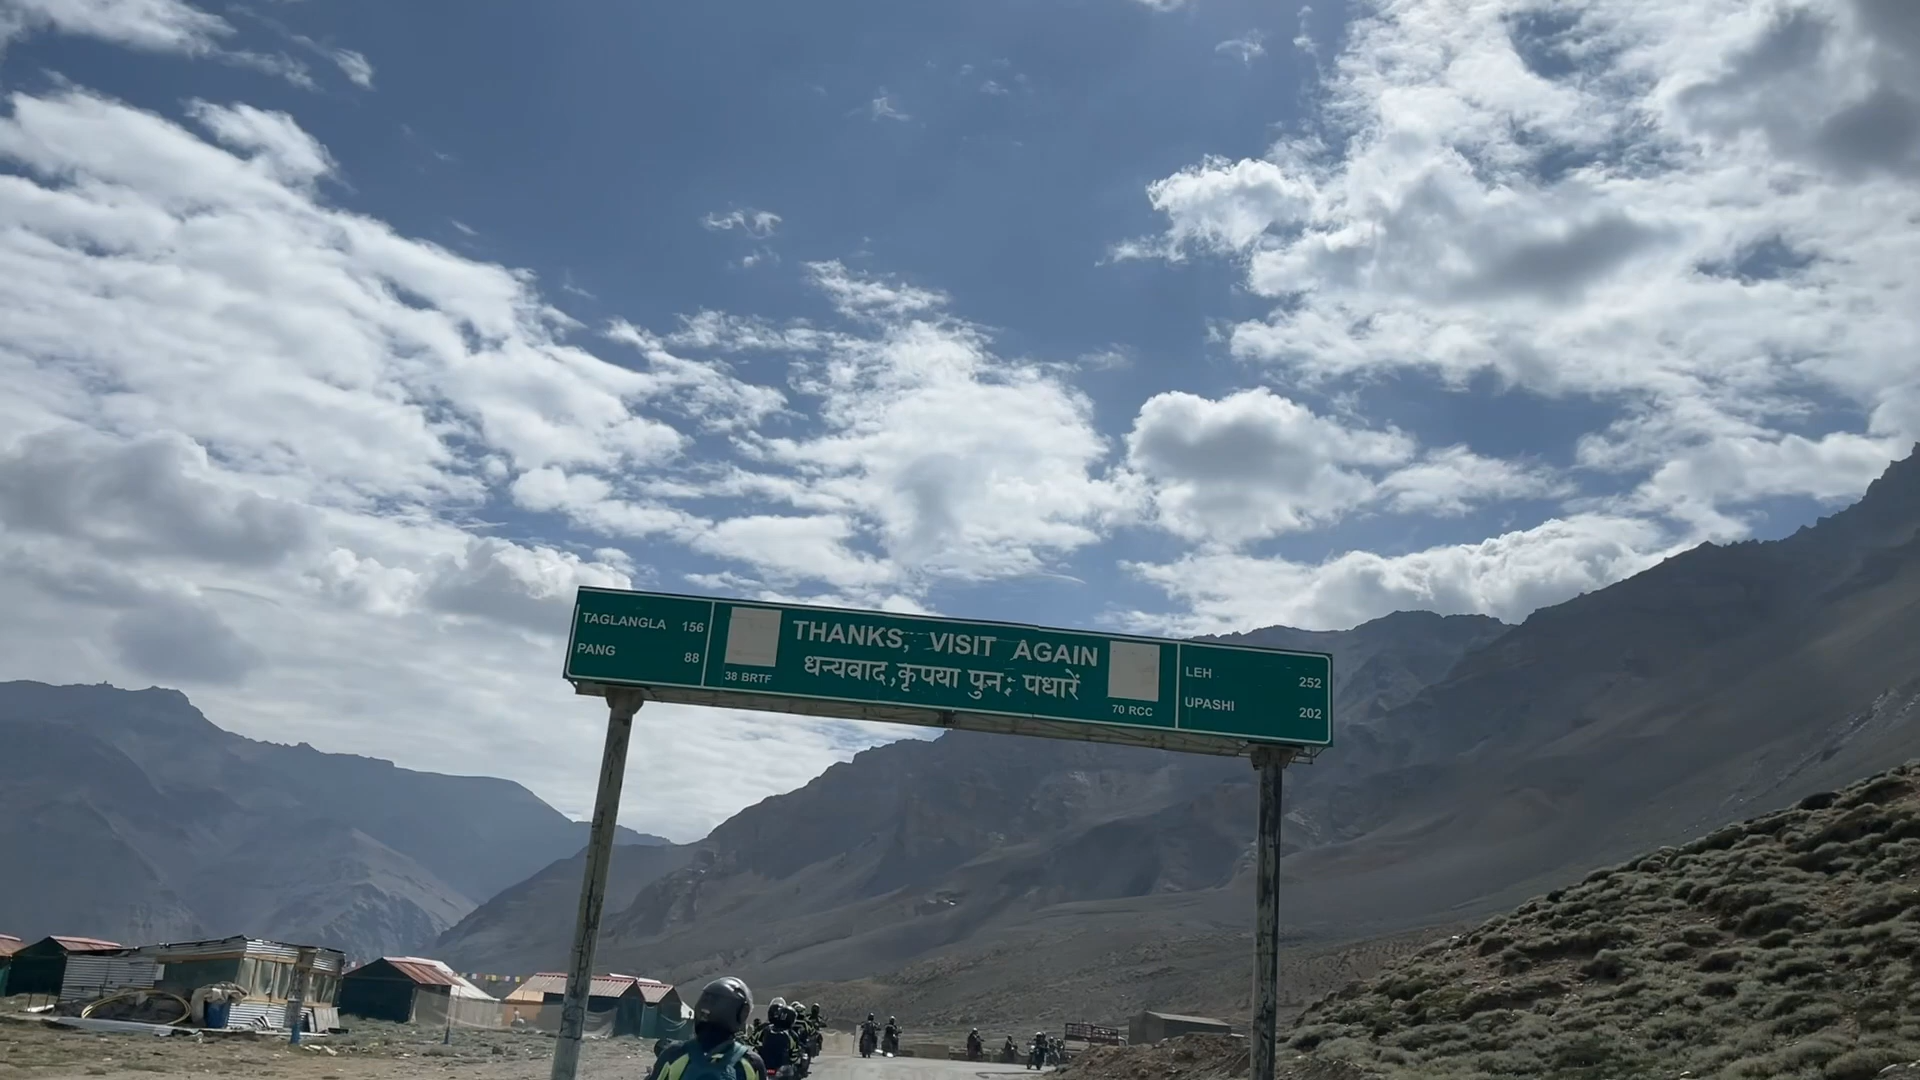 TAGLANGLA 156
PANG 88
38 BRTF
THANKS, VISIT AGAIN
धन्यवाद,कृपया पुन: पधारें
70 RCC
LEH 252
UPASHI 202